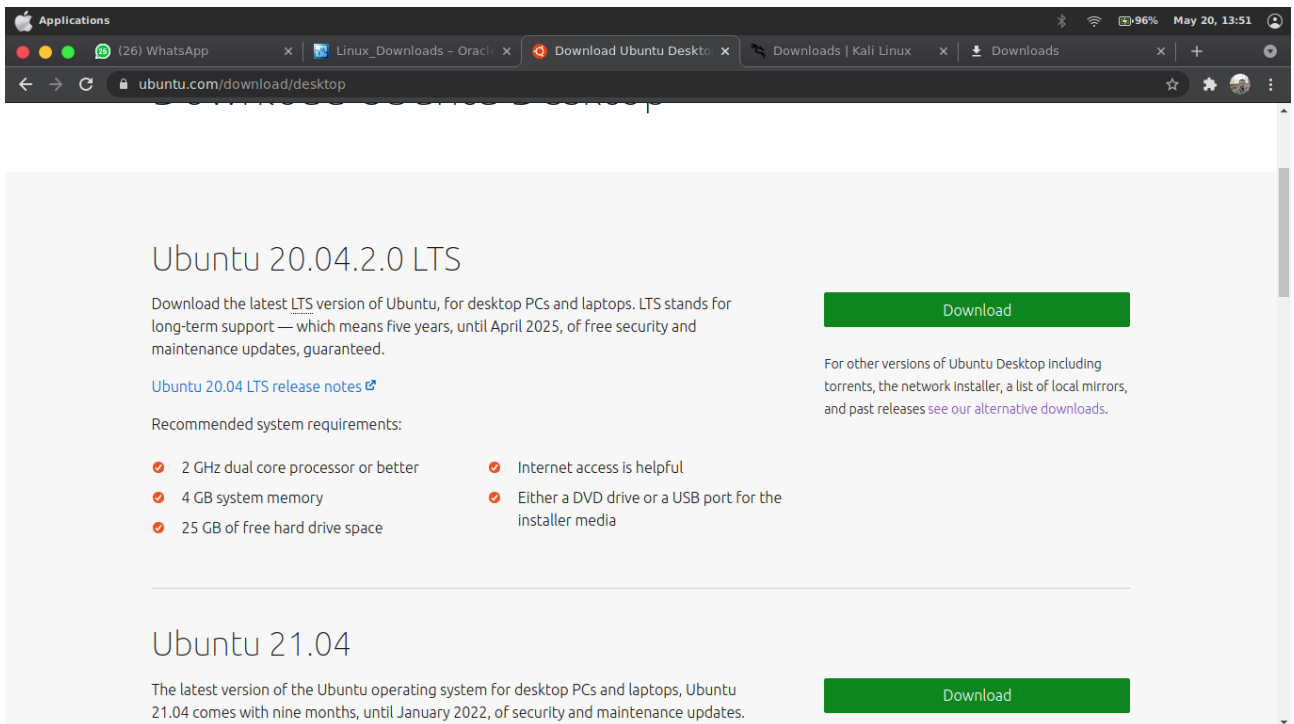 Applications
96% May 20, 13:51
(26) WhatsApp
Linux_Downloads – Oracle
Download Ubuntu Deskto
Downloads | Kali Linux
Downloads
ubuntu.com/download/desktop
Download Ubuntu Desktop
Ubuntu 20.04.2.0 LTS
Download the latest LTS version of Ubuntu, for desktop PCs and laptops. LTS stands for
long-term support — which means five years, until April 2025, of free security and
maintenance updates, guaranteed.
Ubuntu 20.04 LTS release notes
Recommended system requirements:
2 GHz dual core processor or better
4 GB system memory
25 GB of free hard drive space
Internet access is helpful
Either a DVD drive or a USB port for the
installer media
Download
For other versions of Ubuntu Desktop including
torrents, the network installer, a list of local mirrors,
and past releases see our alternative downloads.
Ubuntu 21.04
The latest version of the Ubuntu operating system for desktop PCs and laptops, Ubuntu
21.04 comes with nine months, until January 2022, of security and maintenance updates.
Download